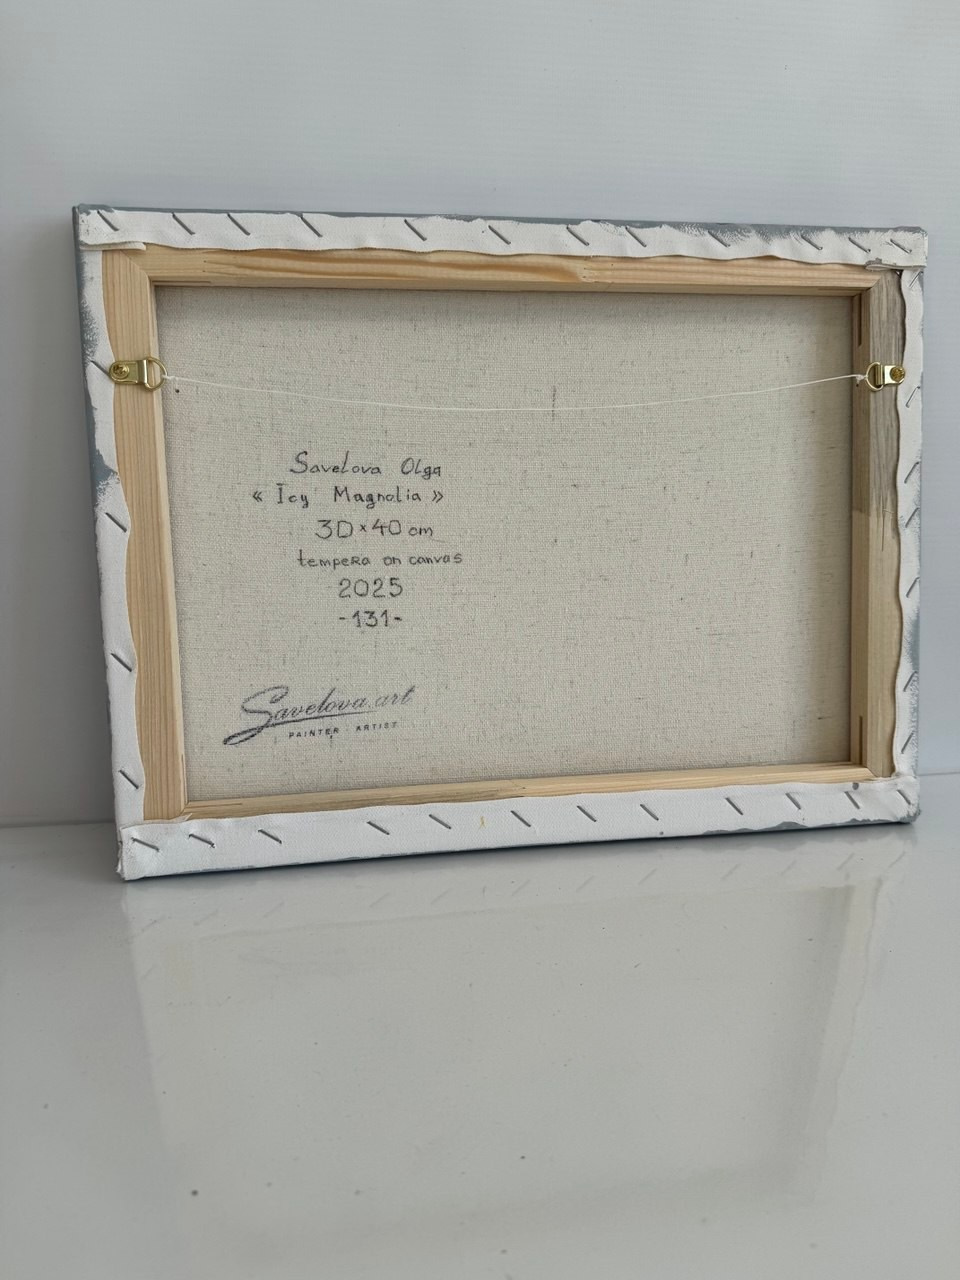 Savelova Olga
« Icy Magnolia »
30×40 cm
tempera on canvas
2025
-131-
Savelova.art
PAINTER ARTIST